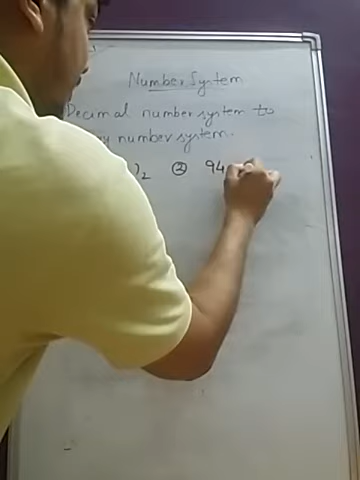 Number System
Decimal number system to
number system.
)₂ ② 94